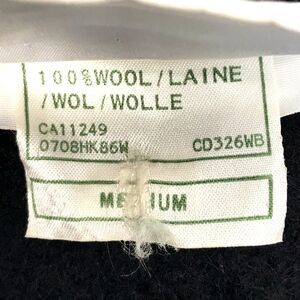 100%WOOL/LAINE
/WOL/WOLLE
CA11249
0708HK86W CD326WB
MEDIUM